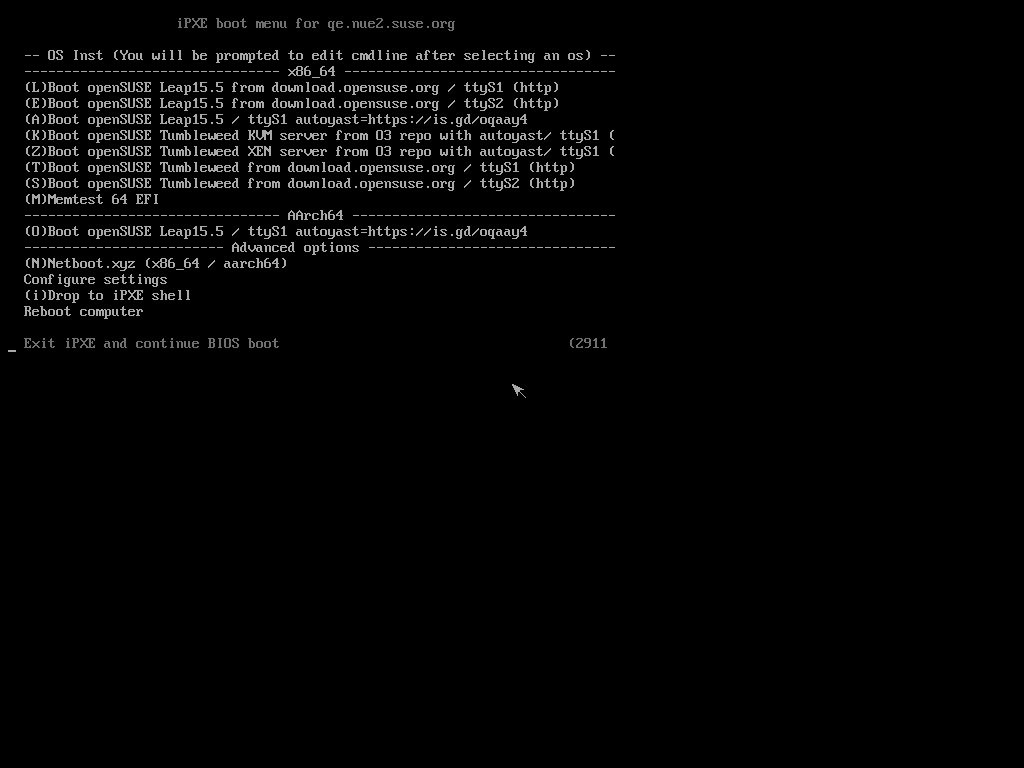 iPXE boot menu for qe.nue2.suse.org
-- OS Inst (You will be prompted to edit cmdline after selecting an os) --
-------------------------------- x86_64 ----------------------------------
(L)Boot openSUSE Leap15.5 from download.opensuse.org / ttyS1 (http)
(E)Boot openSUSE Leap15.5 from download.opensuse.org / ttyS2 (http)
(A)Boot openSUSE Leap15.5 / ttyS1 autoyast=https://is.gd/oqaay4
(K)Boot openSUSE Tumbleweed KVM server from O3 repo with autoyast/ ttyS1 (
(Z)Boot openSUSE Tumbleweed XEN server from O3 repo with autoyast/ ttyS1 (
(T)Boot openSUSE Tumbleweed from download.opensuse.org / ttyS1 (http)
(S)Boot openSUSE Tumbleweed from download.opensuse.org / ttyS2 (http)
(M)Memtest 64 EFI
-------------------------------- AArch64 ---------------------------------
(O)Boot openSUSE Leap15.5 / ttyS1 autoyast=https://is.gd/oqaay4
------------------------- Advanced options -------------------------------
(N)Netboot.xyz (x86_64 / aarch64)
Configure settings
(i)Drop to iPXE shell
Reboot computer
Exit iPXE and continue BIOS boot (2911